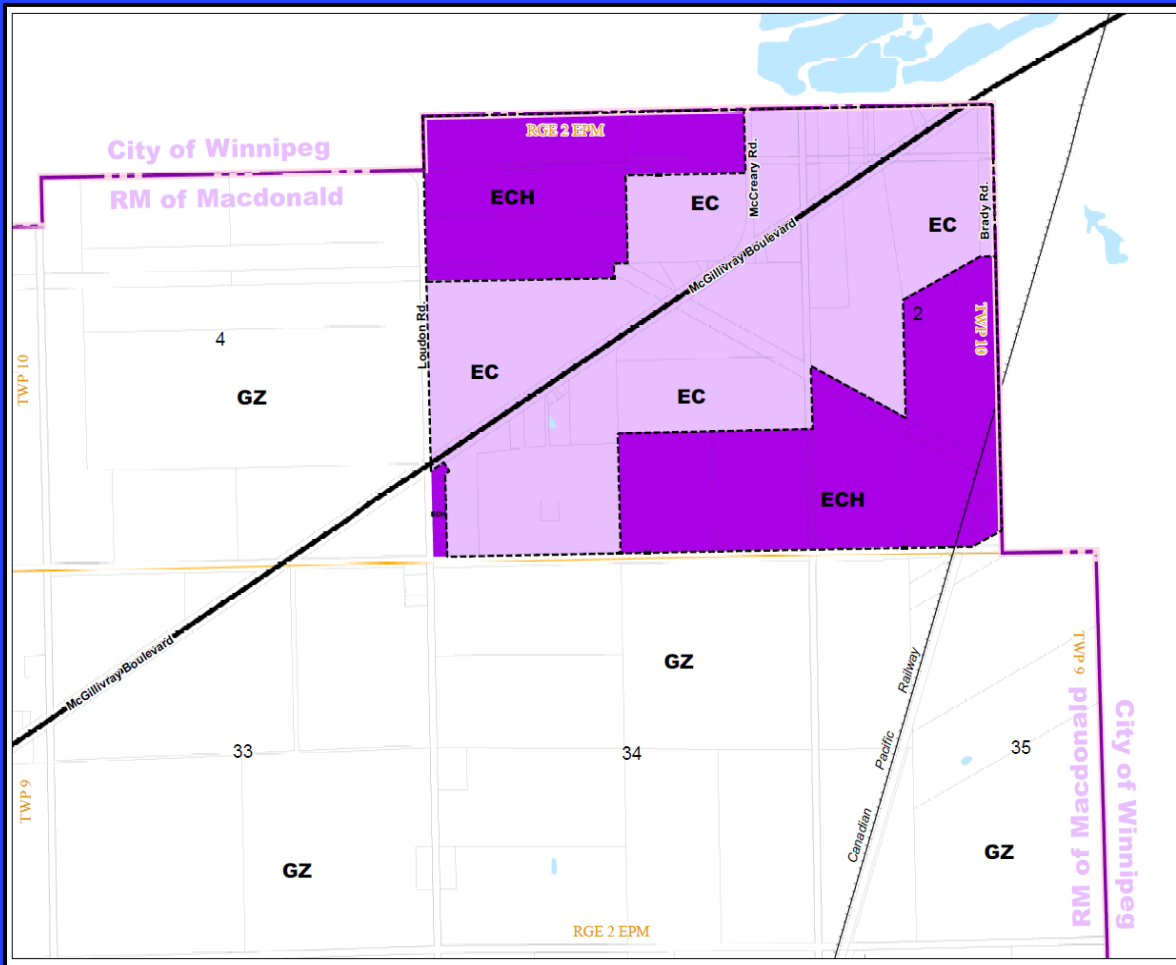 RGE 2 EPM
City of Winnipeg
RM of Macdonald
ECH
EC
McCreary Rd.
EC
Brady Rd.
McGillivray Boulevard
2
TWP 10
4
Loudon Rd.
TWP 10
GZ
EC
EC
ECH
ECH
McGillivray Boulevard
GZ
TWP 9
Canadian Pacific Railway
33
34
35
TWP 9
RM of Macdonald
City of Winnipeg
GZ
GZ
RGE 2 EPM